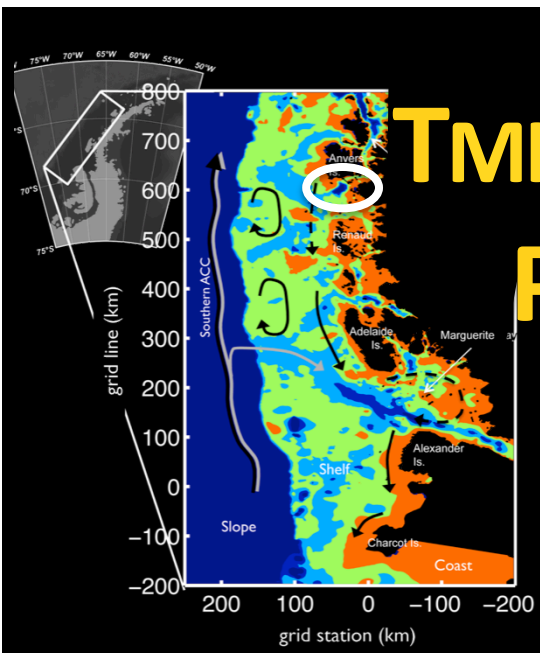 75°W 70°W 65°W 60°W 55°W 50°W
70°S
75°S
800
700
600
500
400
300
200
100
0
−100
−200
grid line (km)
200 100 0 −100 −200
grid station (km)
Southern ACC
Anvers
Is.
Renaud
Is.
Adelaide
Is.
Marguerite
Alexander
Is.
Shelf
Slope
Charcot Is.
Coast